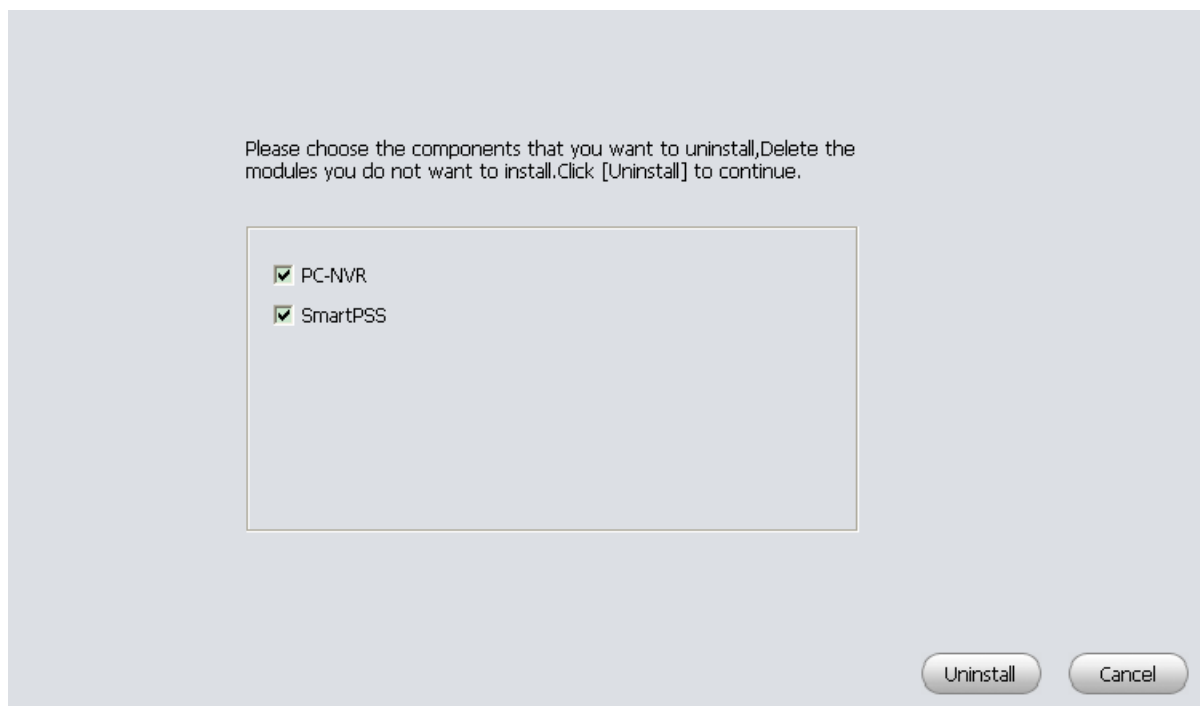 Please choose the components that you want to uninstall,Delete the
modules you do not want to install.Click [Uninstall] to continue.
PC-NVR
SmartPSS
Uninstall
Cancel